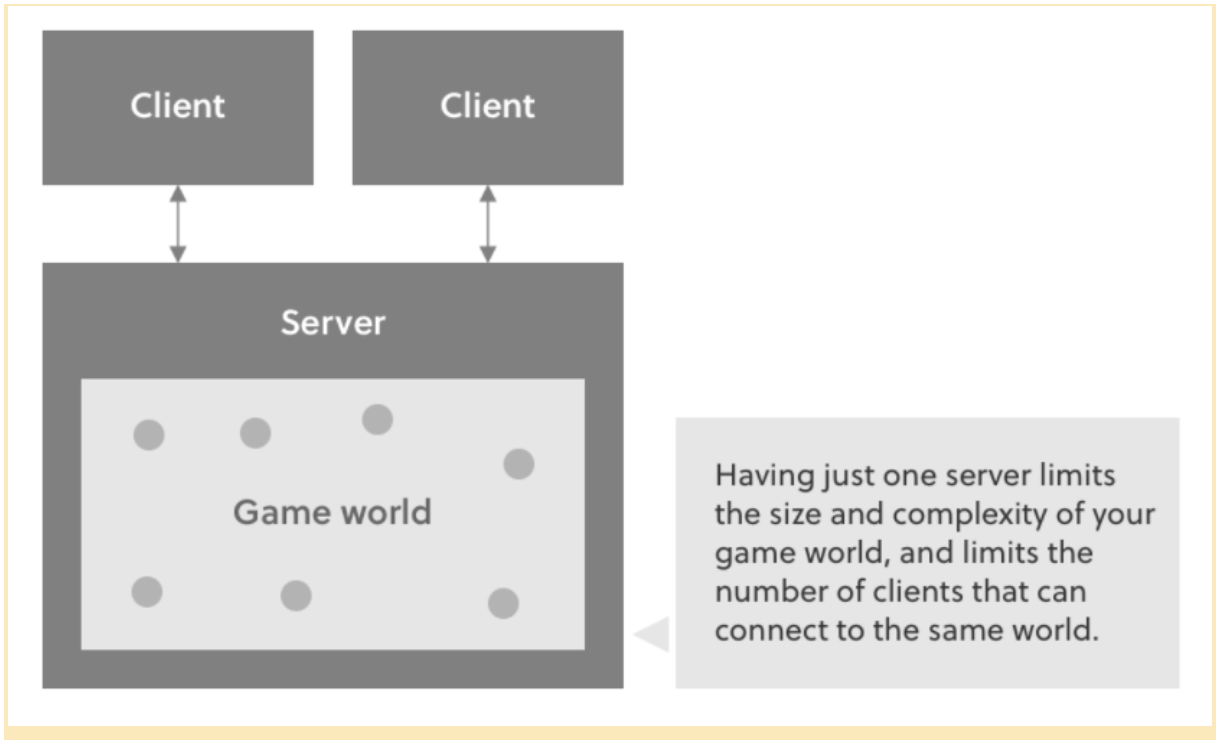 Client
Client
Server
Game world
Having just one server limits
the size and complexity of your
game world, and limits the
number of clients that can
connect to the same world.